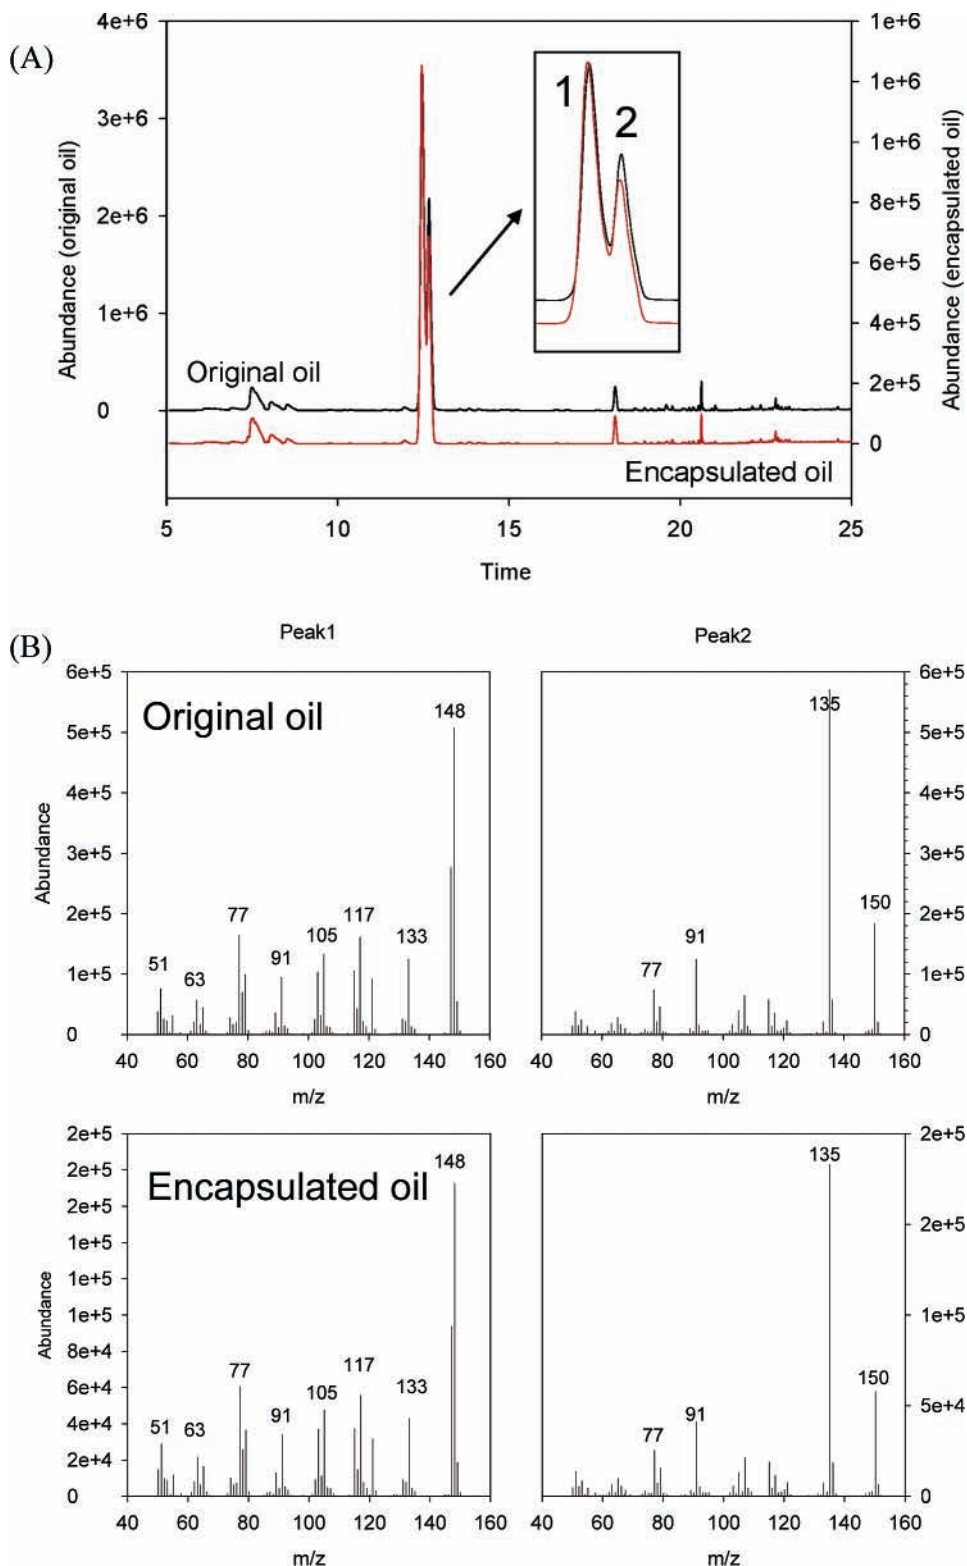 (A)
4e+6
3e+6
2e+6
1e+6
0
Abundance (original oil)
1e+6
1e+6
1e+6
8e+5
6e+5
4e+5
2e+5
0
Abundance (encapsulated oil)
1
2
Original oil
Encapsulated oil
5 10 15 20 25
Time
(B)
Peak1
Peak2
6e+5
5e+5
4e+5
3e+5
2e+5
1e+5
0
Abundance
Original oil
148
77
117
105
133
91
51
63
40 60 80 100 120 140 160
m/z
135
150
91
77
6e+5
5e+5
4e+5
3e+5
2e+5
1e+5
0
40 60 80 100 120 140 160
m/z
2e+5
2e+5
2e+5
1e+5
1e+5
1e+5
8e+4
6e+4
4e+4
2e+4
0
Abundance
Encapsulated oil
148
77
117
105
133
91
51
63
40 60 80 100 120 140 160
m/z
135
150
91
77
2e+5
2e+5
1e+5
5e+4
0
40 60 80 100 120 140 160
m/z